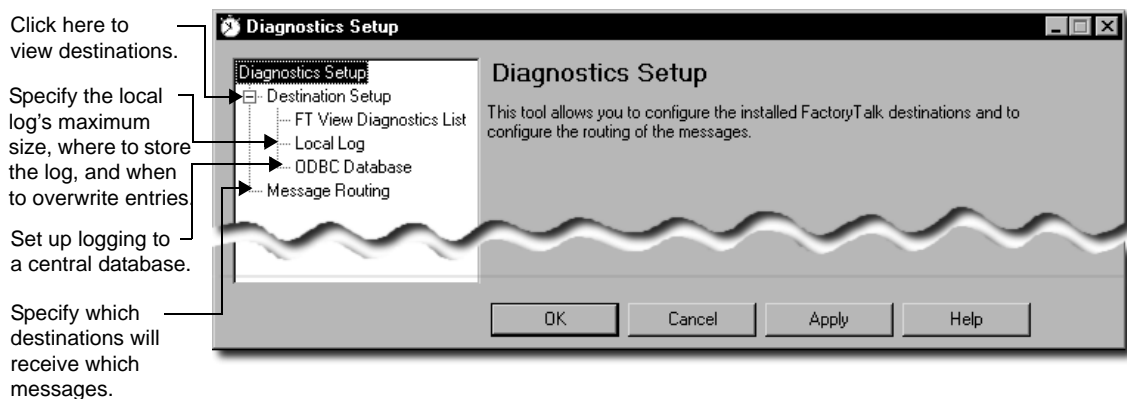 Click here to
view destinations.
Specify the local
log's maximum
size, where to store
the log, and when
to overwrite entries.
Set up logging to
a central database.
Specify which
destinations will
receive which
messages.
Diagnostics Setup
Diagnostics Setup
Destination Setup
FT View Diagnostics List
Local Log
ODBC Database
Message Routing
Diagnostics Setup
This tool allows you to configure the installed FactoryTalk destinations and to
configure the routing of the messages.
OK
Cancel
Apply
Help